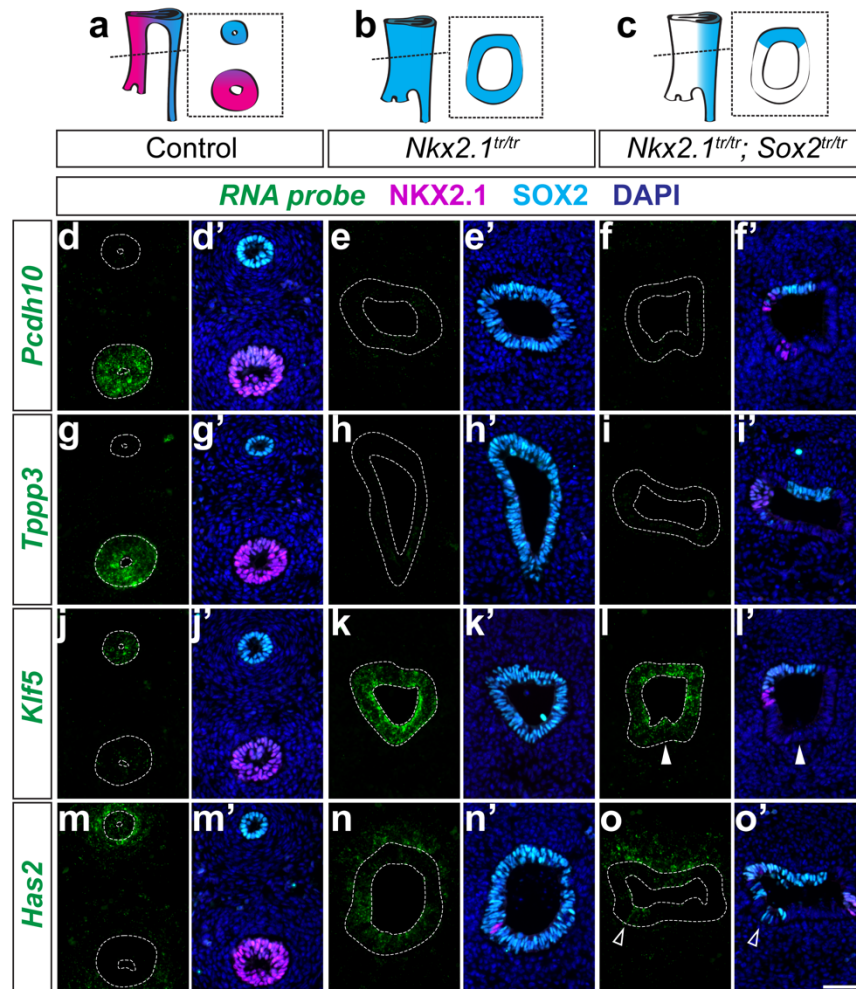 a b c
Control Nkx2.1tr/tr Nkx2.1tr/tr; Sox2tr/tr
RNA probe NKX2.1 SOX2 DAPI
Pcdh10 d d' e e' f f'
Tppp3 g g' h h' i i'
Klf5 j j' k k' l l'
Has2 m m' n n' o o'